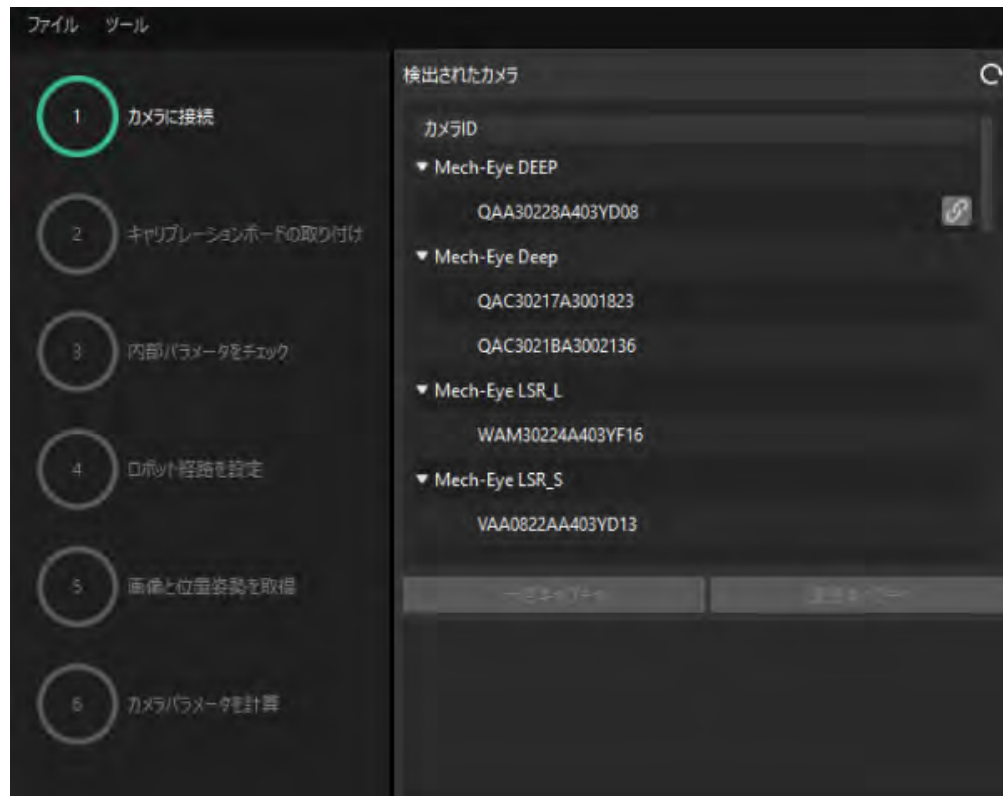 ファイル ツール
1 カメラに接続
2 キャリブレーションボードの取り付け
3 内部パラメータをチェック
4 ロボット経路を設定
5 画像と位置姿勢を取得
6 カメラパラメータを計算
検出されたカメラ
カメラID
Mech-Eye DEEP
QAA30228A403YD08
Mech-Eye Deep
QAC30217A3001823
QAC3021BA3002136
Mech-Eye LSR_L
WAM30224A403YF16
Mech-Eye LSR_S
VAA0822AA403YD13